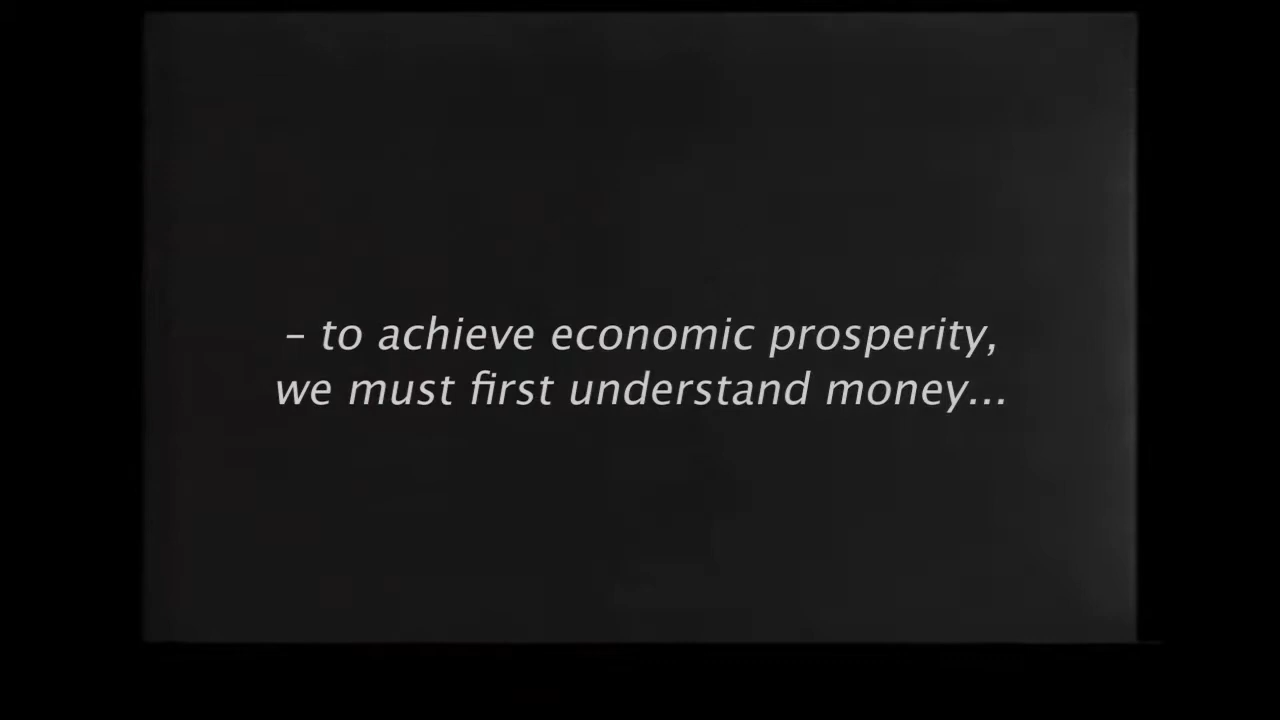 – to achieve economic prosperity,
we must first understand money...